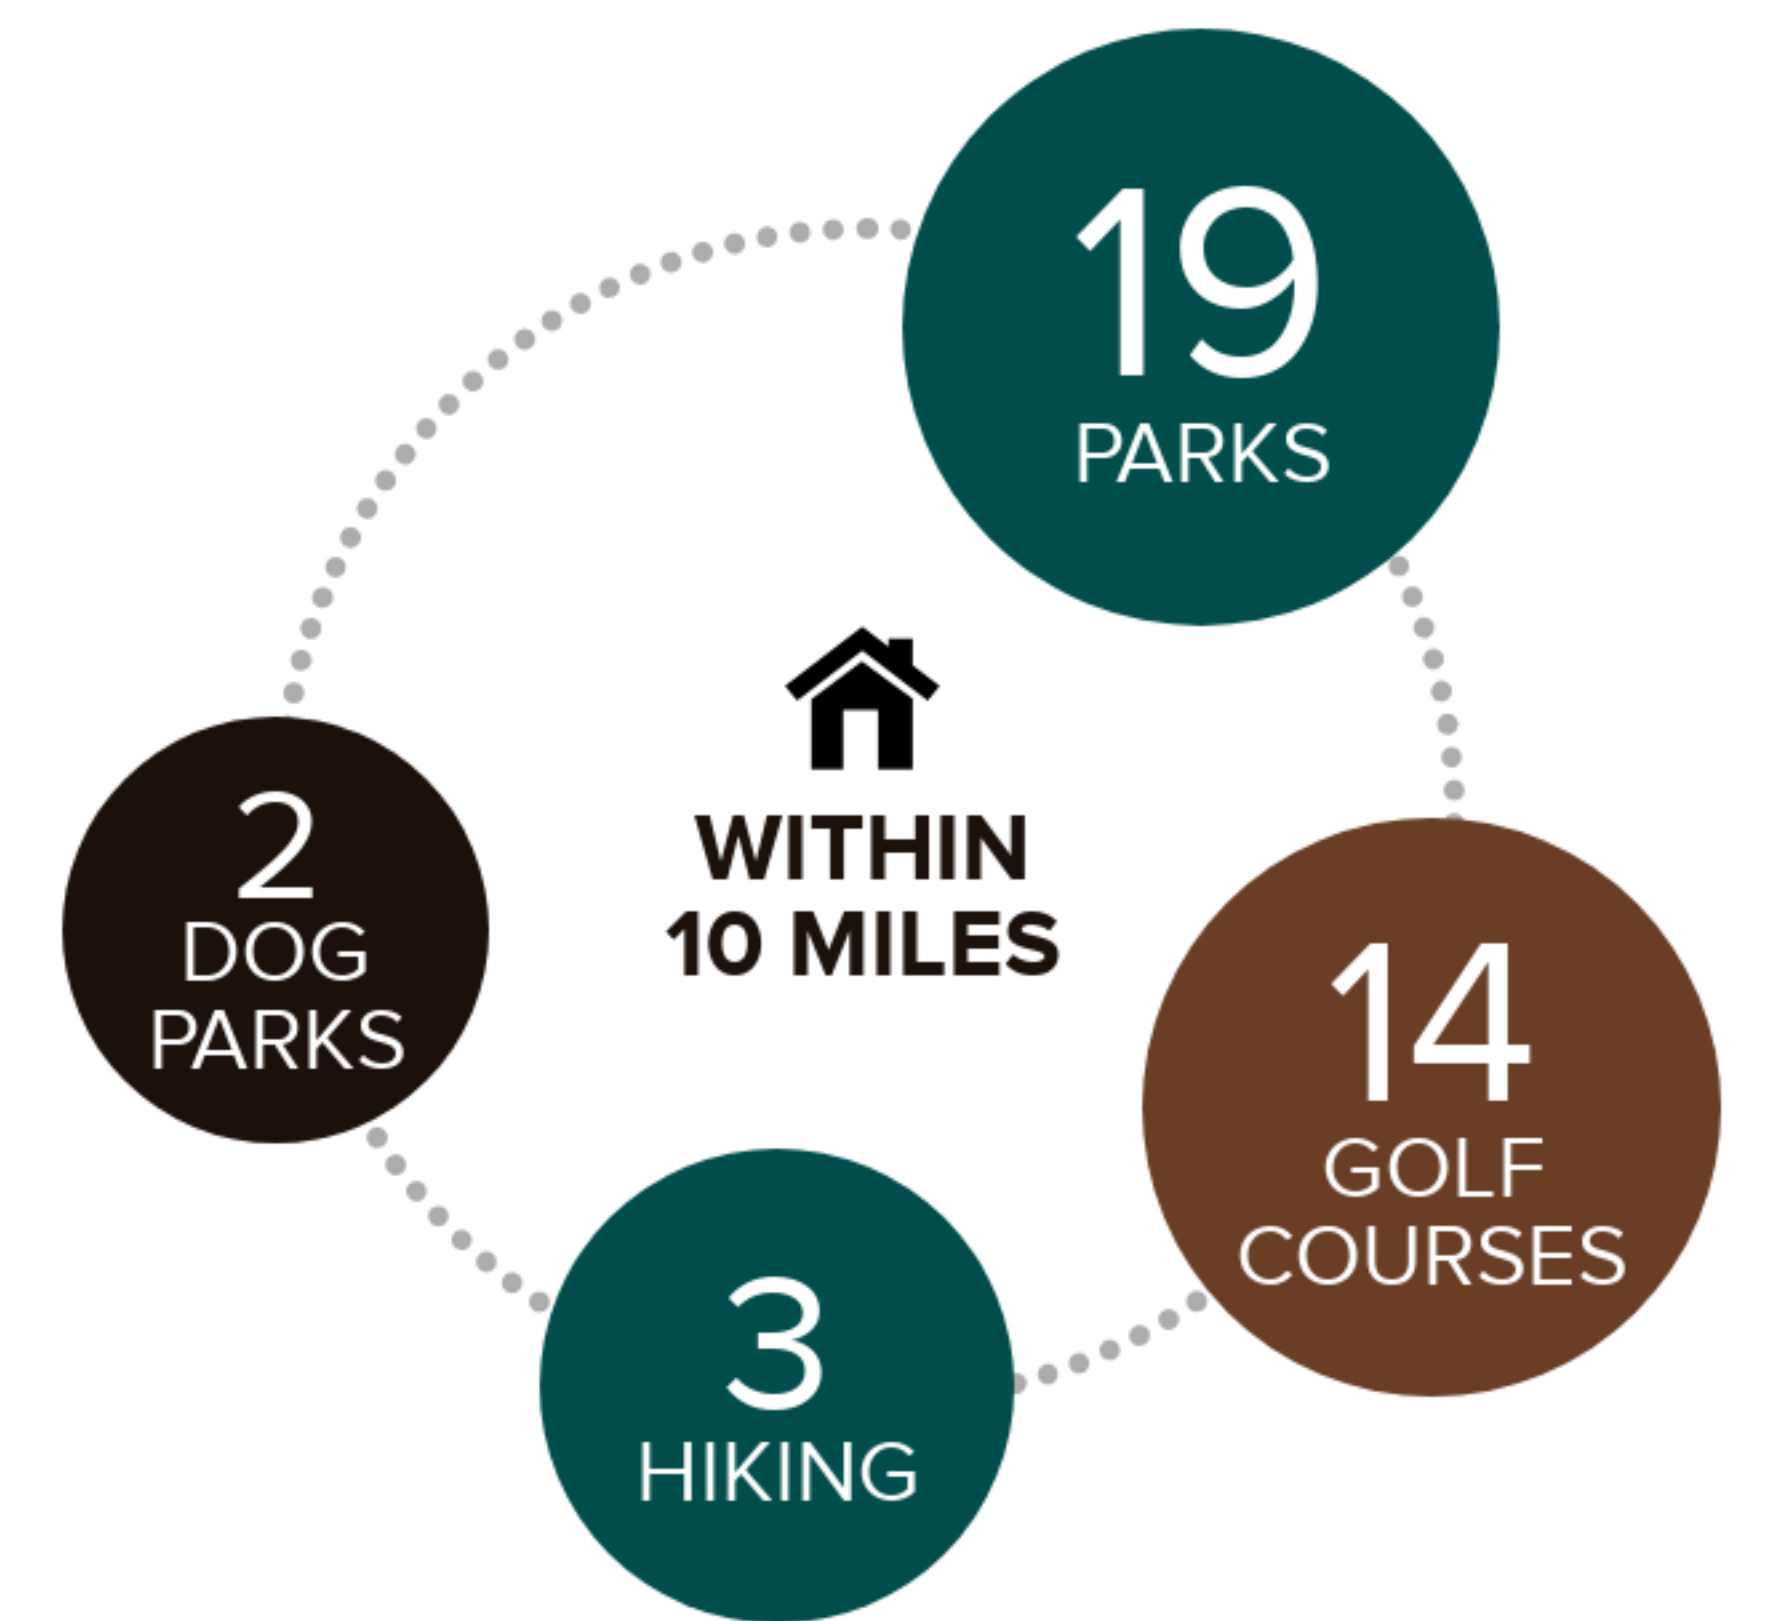 19
PARKS
WITHIN
10 MILES
2
DOG
PARKS
14
GOLF
COURSES
3
HIKING